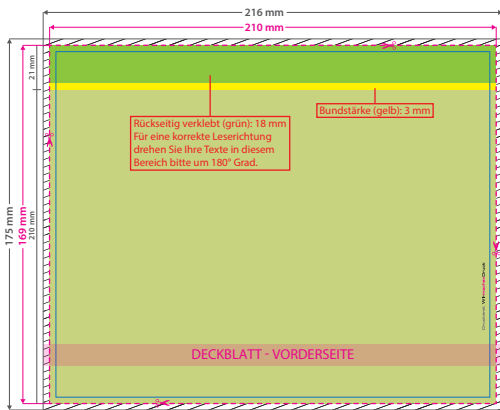 216 mm
210 mm
21 mm
175 mm
169 mm
210 mm
Rückseitig verklebt (grün): 18 mm
Für eine korrekte Leserichtung
drehen Sie Ihre Texte in diesem
Bereich bitte um 180° Grad.
Bundstärke (gelb): 3 mm
Druckerei WIRmachenDruck
DECKBLATT - VORDERSEITE